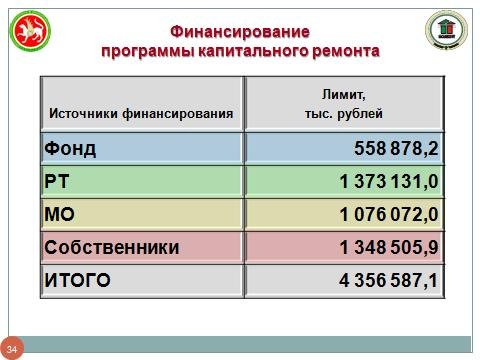 Финансирование
программы капитального ремонта
Источники финансирования
Лимит,
тыс. рублей
Фонд 558 878,2
РТ 1 373 131,0
МО 1 076 072,0
Собственники 1 348 505,9
ИТОГО 4 356 587,1
34